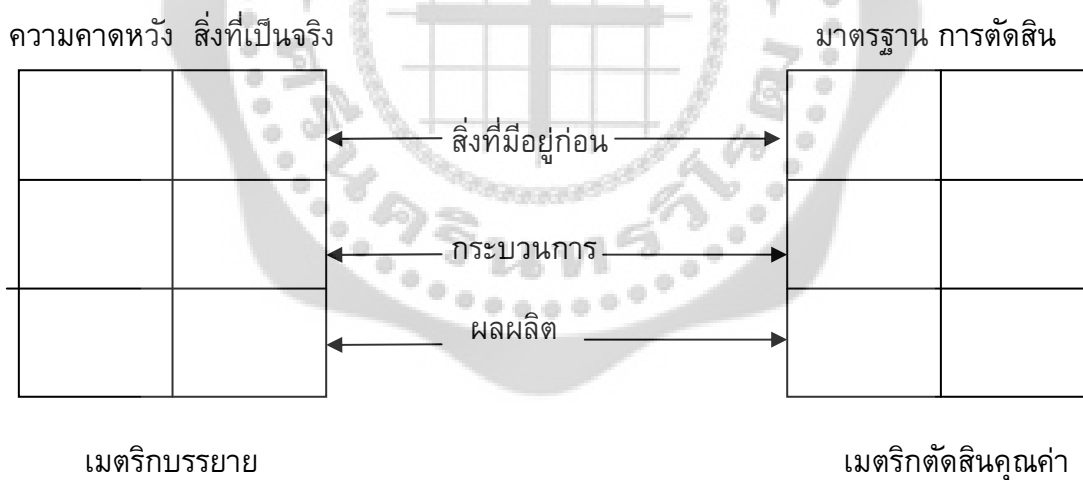 ความคาดหวัง สิ่งที่เป็นจริง มาตรฐาน การตัดสิน
สิ่งที่มีอยู่ก่อน
กระบวนการ
ผลผลิต
เมตริกบรรยาย เมตริกตัดสินคุณค่า